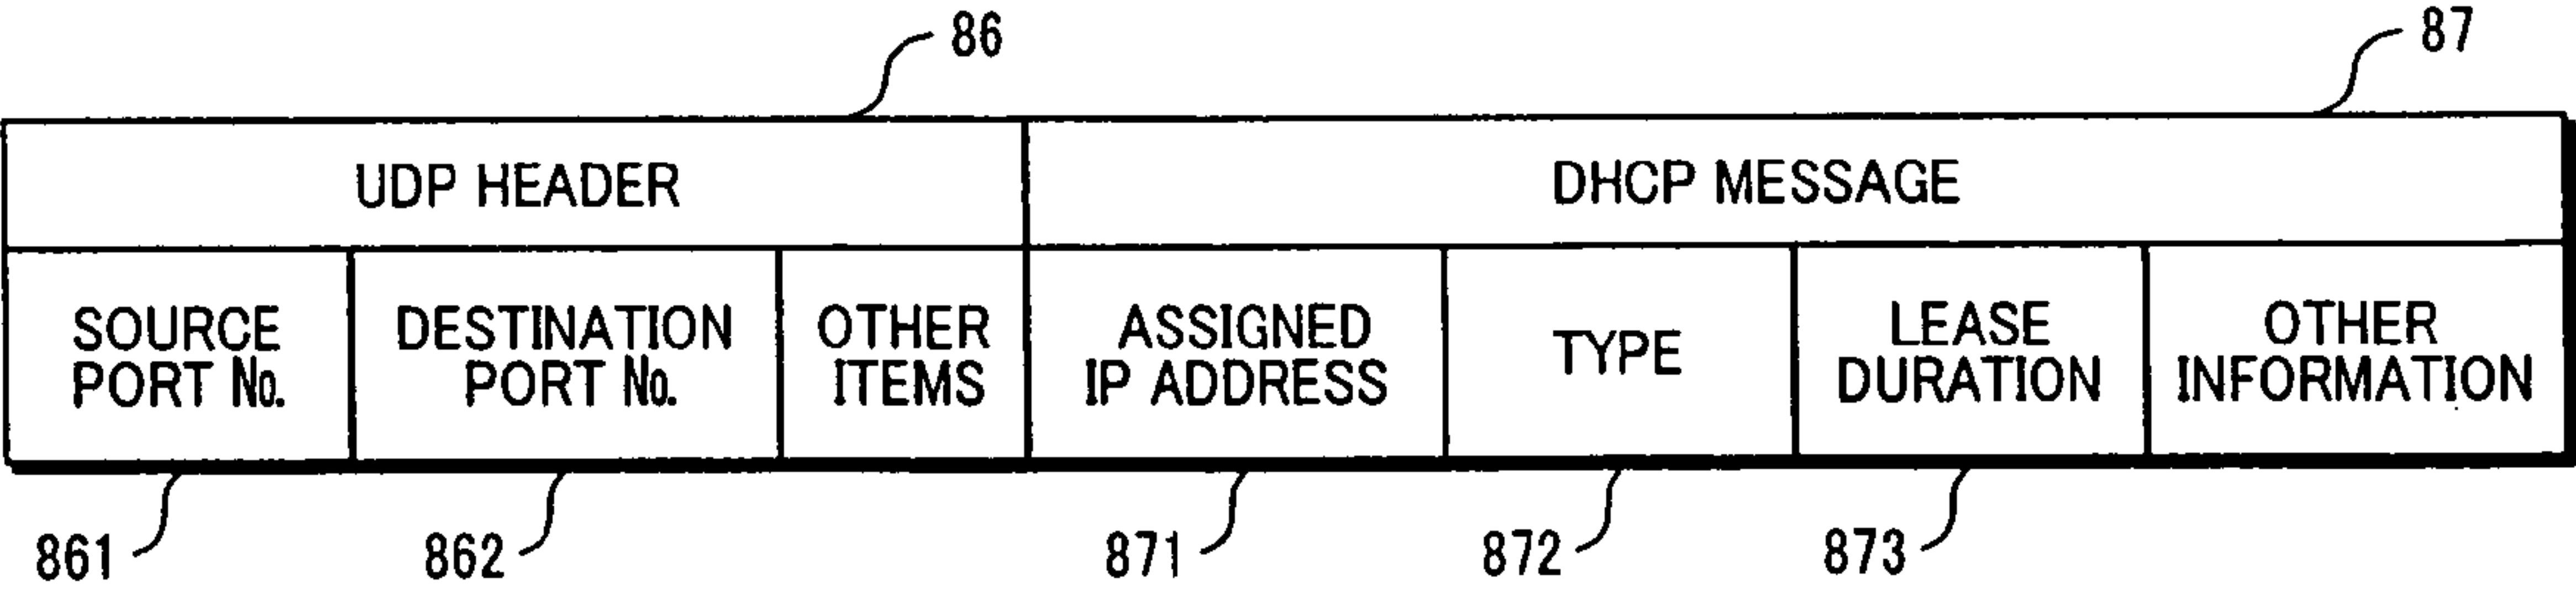 86
87
UDP HEADER
DHCP MESSAGE
SOURCE
PORT No.
DESTINATION
PORT No.
OTHER
ITEMS
ASSIGNED
IP ADDRESS
TYPE
LEASE
DURATION
OTHER
INFORMATION
861
862
871
872
873